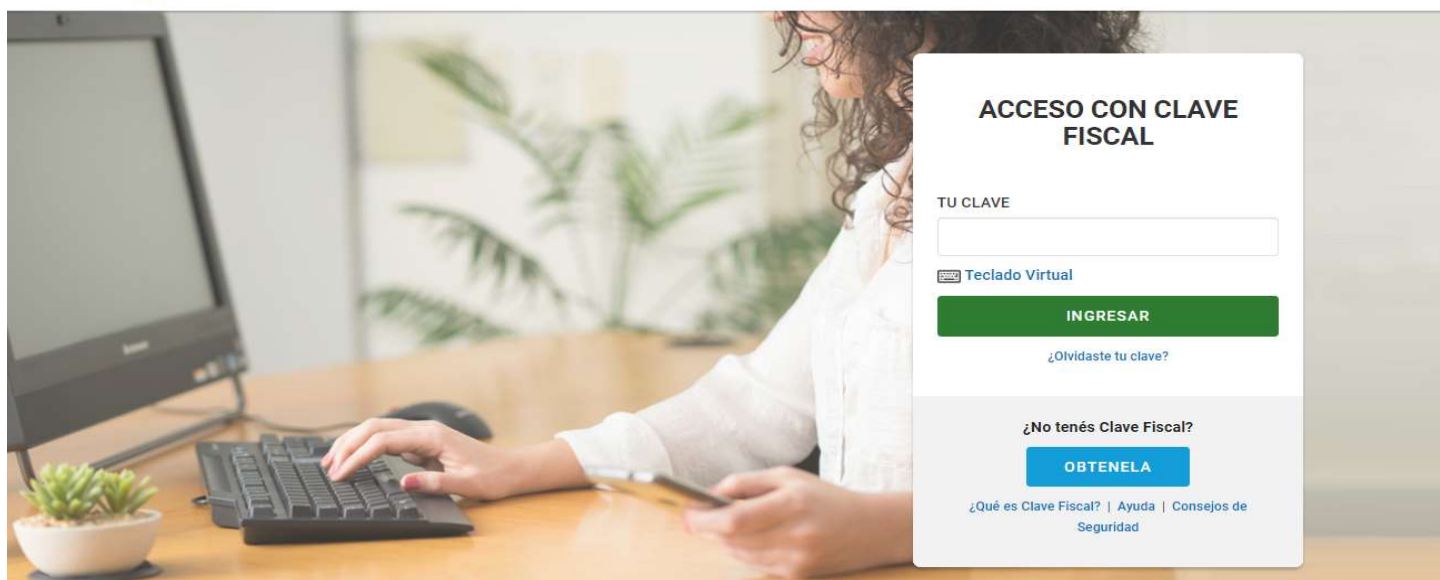 ACCESO CON CLAVE
FISCAL
TU CLAVE
Teclado Virtual
INGRESAR
¿Olvidaste tu clave?
¿No tenés Clave Fiscal?
OBTENELA
¿Qué es Clave Fiscal? | Ayuda | Consejos de
Seguridad